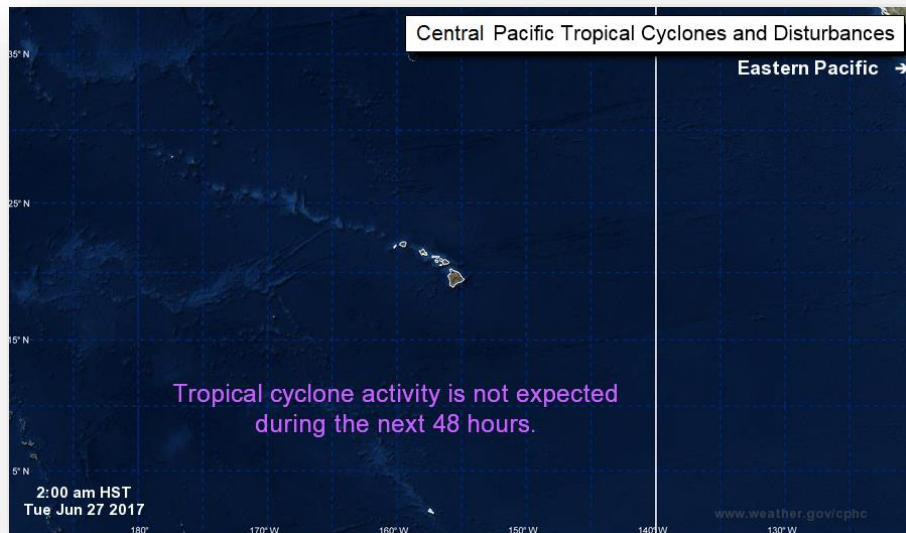 Central Pacific Tropical Cyclones and Disturbances
35° N
Eastern Pacific →
25° N
15° N
Tropical cyclone activity is not expected
during the next 48 hours.
5° N
2:00 am HST
Tue Jun 27 2017
www.weather.gov/cphc
180° 170° W 160° W 150° W 140° W 130° W